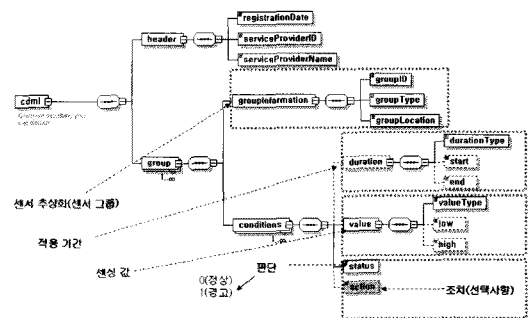 registrationDate
header
serviceProviderID
serviceProviderName
groupID
groupInformation
groupType
groupLocation
cdml
group
1..∞
durationType
duration
start
end
센서 추상화(센서 그룹)
valueType
conditions
value
low
1..∞
high
적용 기간
센싱 값
판단
status
0(정상)
1(경고)
action
조치(선택사항)